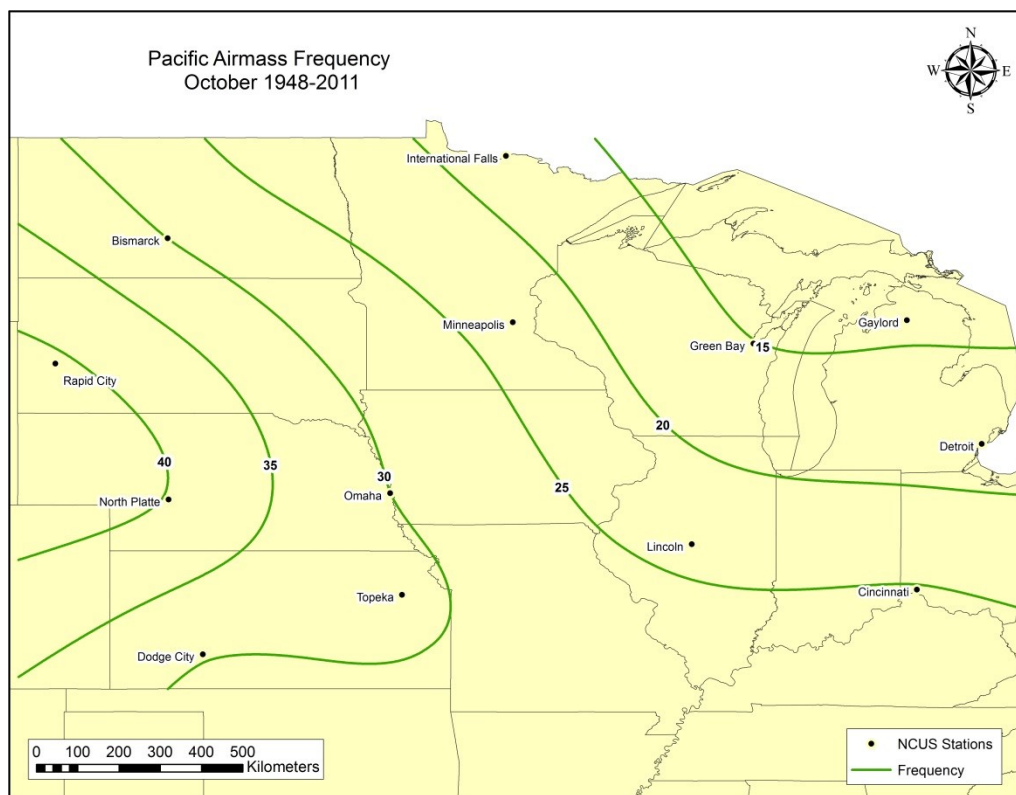 Pacific Airmass Frequency
October 1948-2011
N
W E
S
International Falls
Bismarck
Minneapolis
Gaylord
Green Bay
15
Rapid City
20
Detroit
40
35
30
25
North Platte
Omaha
Lincoln
Topeka
Cincinnati
Dodge City
0 100 200 300 400 500
Kilometers
NCUS Stations
Frequency